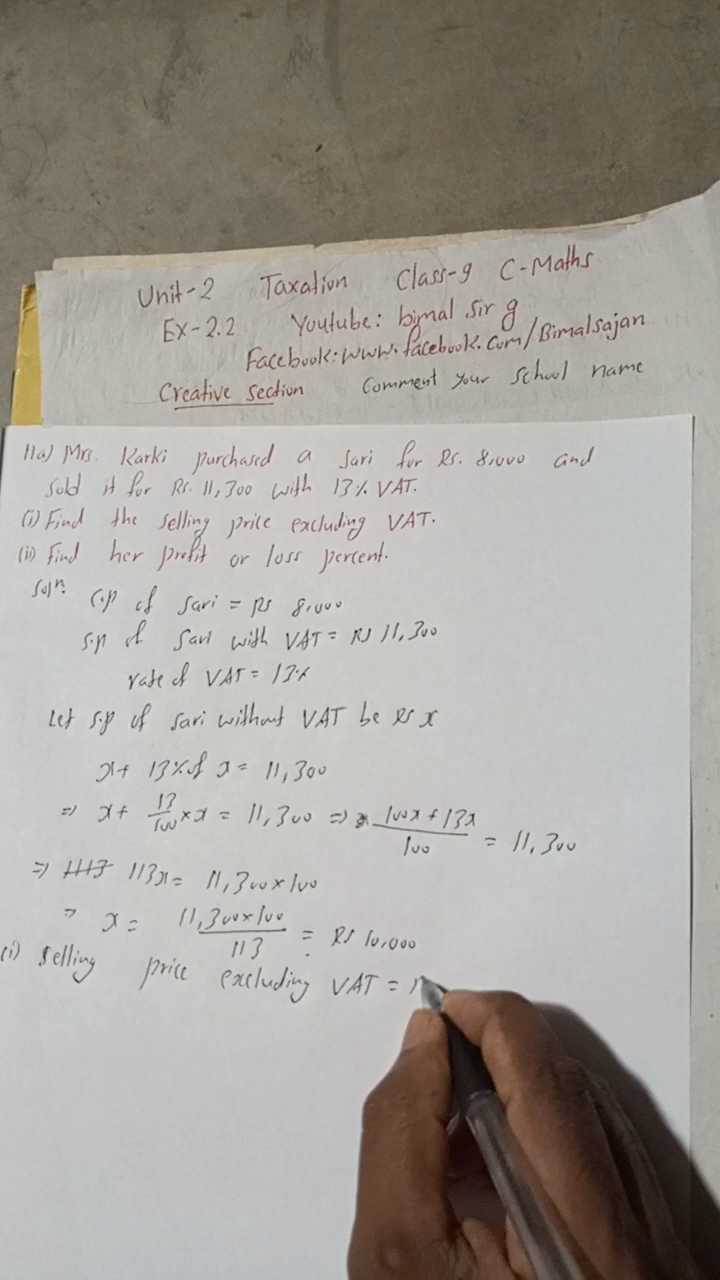 Unit-2 Taxation Class-9 C-Maths
Ex-2.2 Youtube: bimal sir g
Facebook: www.facebook.com/Bimalsajan
Creative section Comment your school name
11a) Mrs. Karki purchased a Sari for Rs. 8,000 and
sold it for Rs. 11,300 with 13% VAT.
(i) Find the selling price excluding VAT.
(ii) Find her profit or loss percent.
Soln. C.P of Sari = Rs 8,000
S.P of Sari with VAT = Rs 11,300
rate of VAT = 13%
Let S.P of Sari without VAT be Rs x
x + 13% of x = 11,300
⇒ x + 13/100 × x = 11,300 ⇒ 100x + 13x / 100 = 11,300
⇒ 113x = 11,300 × 100
⇒ x = 11,300 × 100 / 113 = Rs 10,000
(i) Selling price excluding VAT =